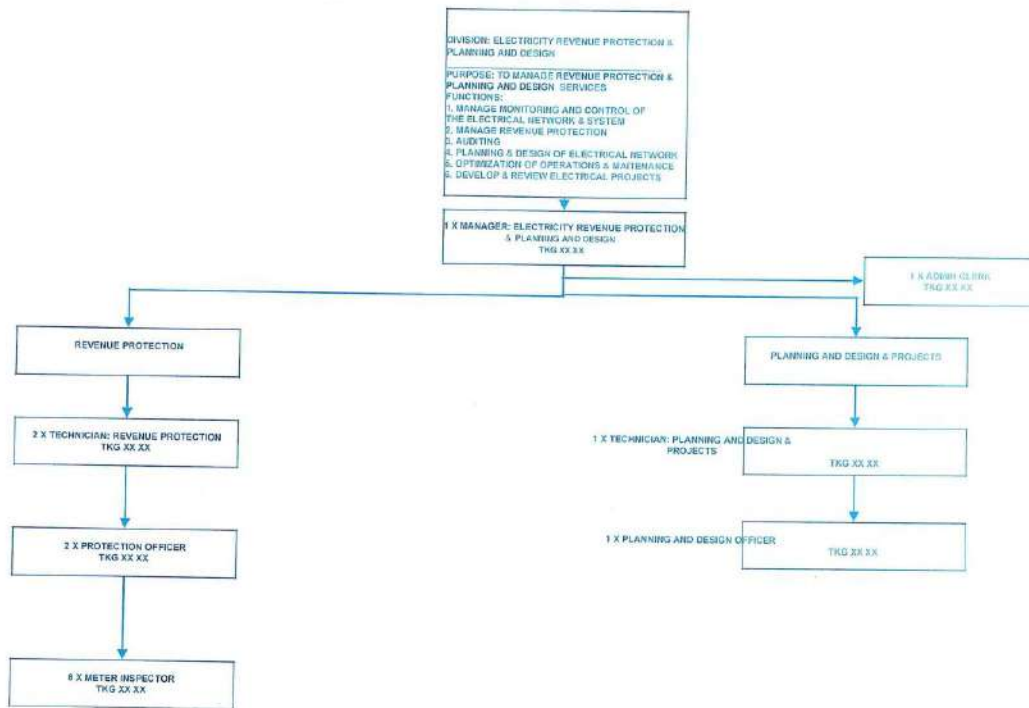 DIVISION: ELECTRICITY REVENUE PROTECTION &
PLANNING AND DESIGN
PURPOSE: TO MANAGE REVENUE PROTECTION &
PLANNING AND DESIGN SERVICES
FUNCTIONS:
1. MANAGE MONITORING AND CONTROL OF
THE ELECTRICAL NETWORK & SYSTEM
2. MANAGE REVENUE PROTECTION
3. AUDITING
4. PLANNING & DESIGN OF ELECTRICAL NETWORK
5. OPTIMIZATION OF OPERATIONS & MAITENANCE
6. DEVELOP & REVIEW ELECTRICAL PROJECTS
1 X MANAGER: ELECTRICITY REVENUE PROTECTION
& PLANNING AND DESIGN
TKG XX XX
1 X ADMIN CLERK
TKG XX XX
REVENUE PROTECTION
2 X TECHNICIAN: REVENUE PROTECTION
TKG XX XX
2 X PROTECTION OFFICER
TKG XX XX
8 X METER INSPECTOR
TKG XX XX
PLANNING AND DESIGN & PROJECTS
1 X TECHNICIAN: PLANNING AND DESIGN &
PROJECTS
TKG XX XX
1 X PLANNING AND DESIGN OFFICER
TKG XX XX